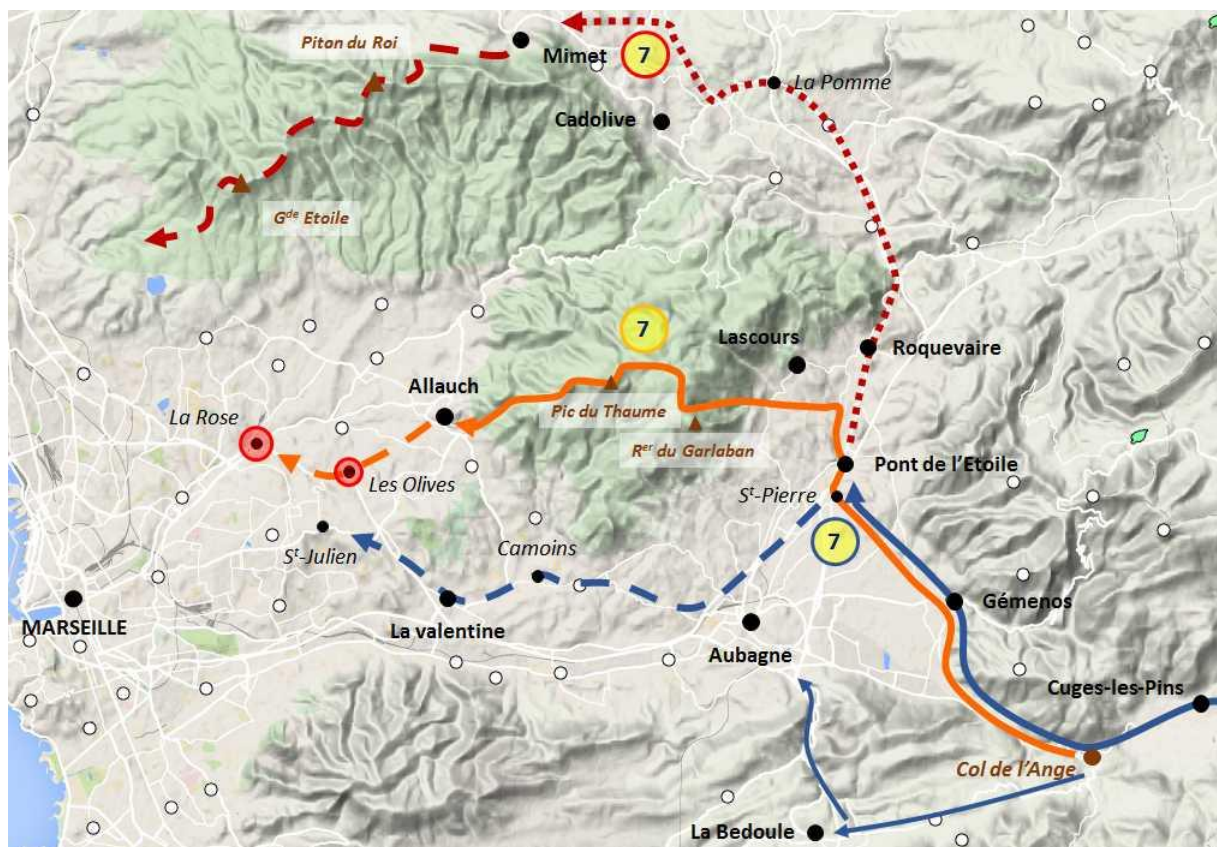 Piton du Roi
Mimet
7
La Pomme
Cadolive
Gde Etoile
7
Lascours
Roquevaire
Allauch
Pic du Thaume
La Rose
Rer du Garlaban
Pont de l'Etoile
Les Olives
St-Pierre
7
St-Julien
Camoins
Gémenos
MARSEILLE
La valentine
Aubagne
Cuges-les-Pins
Col de l'Ange
La Bedoule